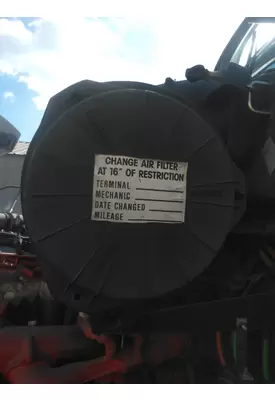 CHANGE AIR FILTER
AT 16" OF RESTRICTION
TERMINAL
MECHANIC
DATE CHANGED
MILEAGE